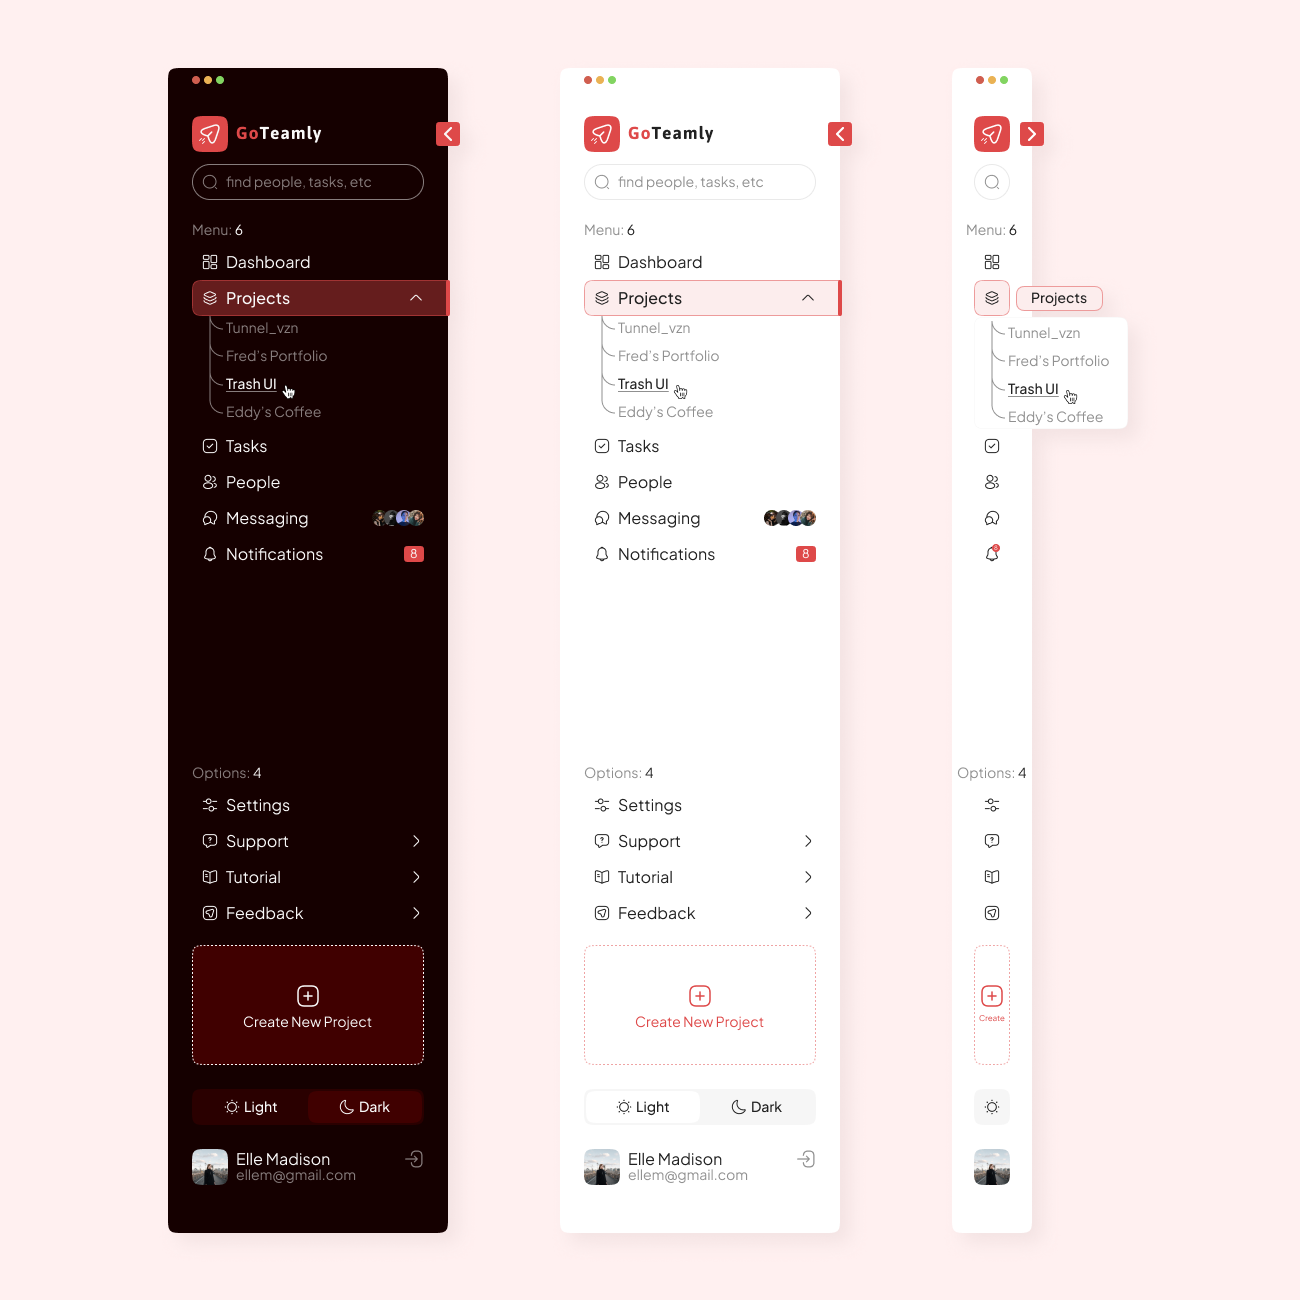 GoTeamly
find people, tasks, etc
Menu: 6
Dashboard
Projects
Tunnel_vzn
Fred's Portfolio
Trash UI
Eddy's Coffee
Tasks
People
Messaging
Notifications 8
Options: 4
Settings
Support
Tutorial
Feedback
Create New Project
Light Dark
Elle Madison
ellem@gmail.com
GoTeamly
find people, tasks, etc
Menu: 6
Dashboard
Projects
Tunnel_vzn
Fred's Portfolio
Trash UI
Eddy's Coffee
Tasks
People
Messaging
Notifications 8
Options: 4
Settings
Support
Tutorial
Feedback
Create New Project
Light Dark
Elle Madison
ellem@gmail.com
Menu: 6
Projects
Tunnel_vzn
Fred's Portfolio
Trash UI
Eddy's Coffee
8
Options: 4
Create